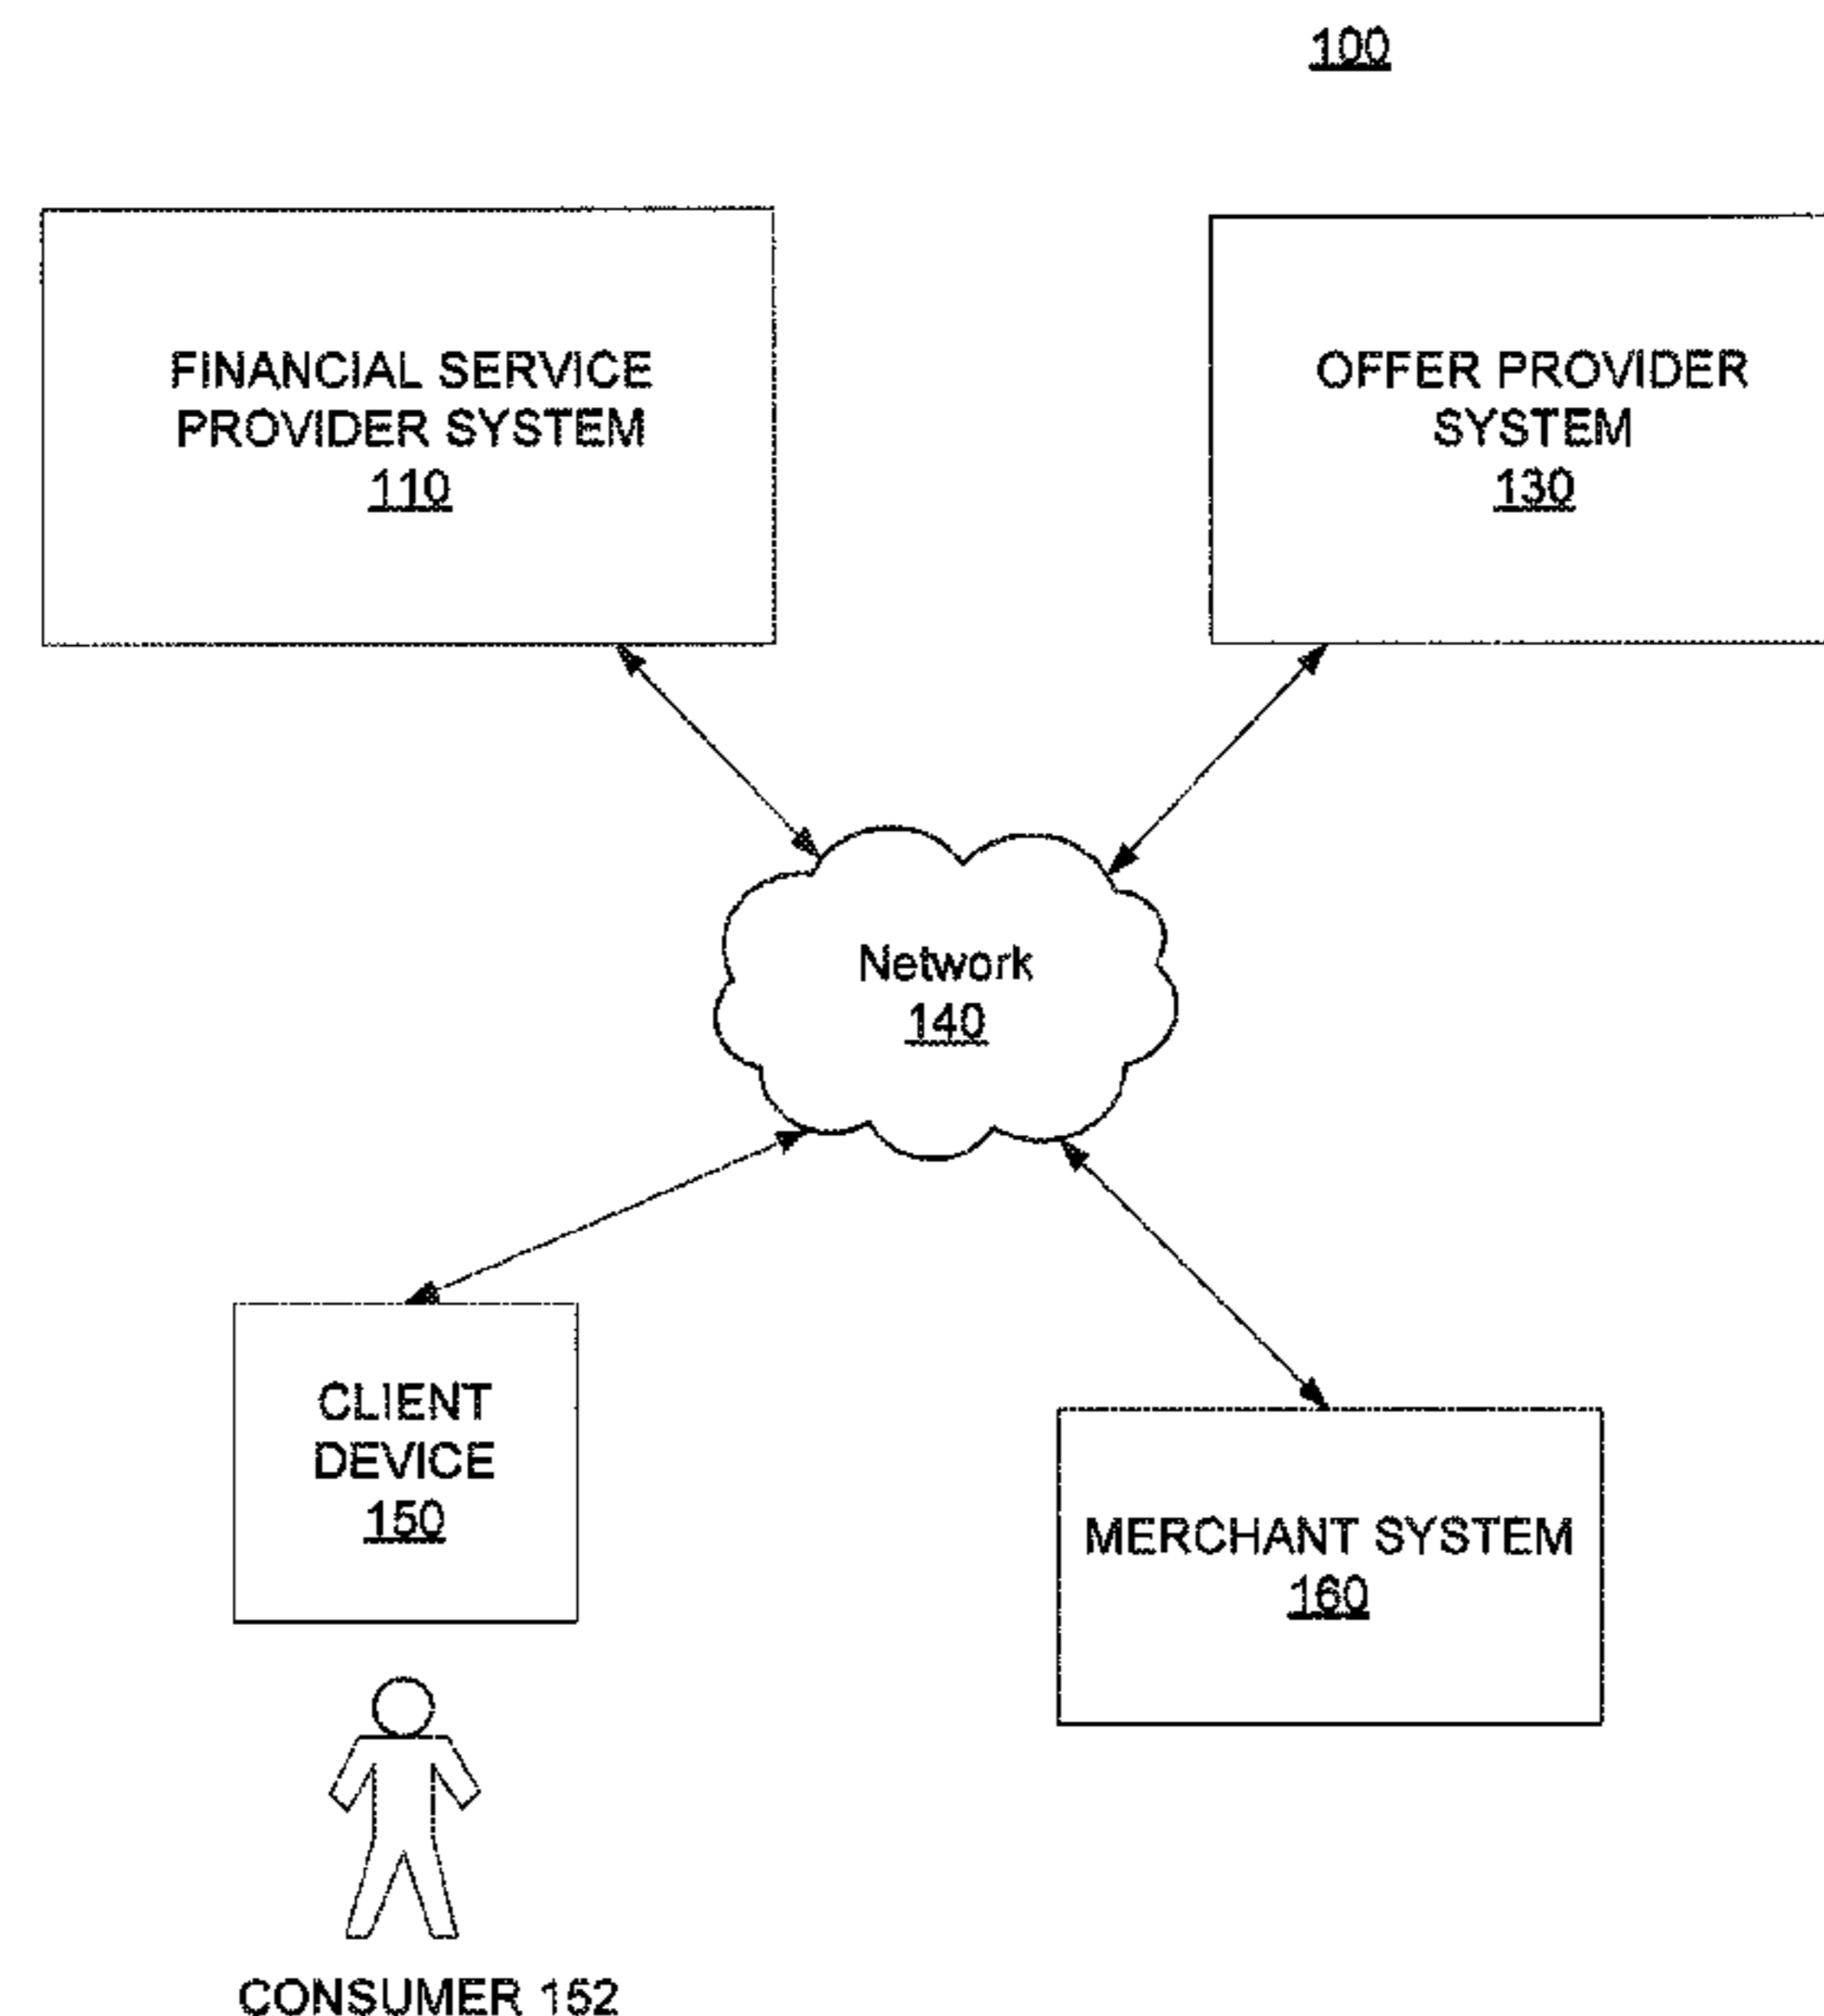 100
FINANCIAL SERVICE
PROVIDER SYSTEM
110
OFFER PROVIDER
SYSTEM
130
Network
140
CLIENT
DEVICE
150
MERCHANT SYSTEM
160
CONSUMER 152